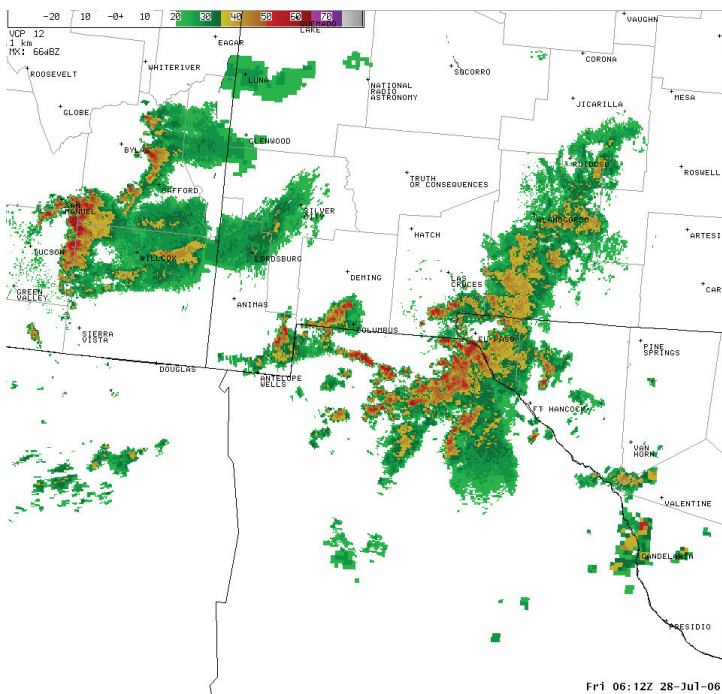 -20 -0+ 10 20 30 40 50 60 70
QUEMADO
LAKE
VCP 12
1 km
MX: 66dBZ
VAUGHN
EAGAR
WHITERIVER
ROOSEVELT
LUNA
SOCORRO
CORONA
NATIONAL
RADIO
ASTRONOMY
MESA
JICARILLA
GLOBE
GLENWOOD
BYLAS
RUIDOSO
ROSWELL
TRUTH
OR CONSEQUENCES
SAFFORD
SAN
MANUEL
SILVER
ALAMOGORDO
HATCH
ARTESI
TUCSON
WILLCOX
LORDSBURG
DEMING
LAS
CRUCES
CAR
GREEN
VALLEY
ANIMAS
SIERRA
VISTA
COLUMBUS
EL PASO
PINE
SPRINGS
DOUGLAS
ANTELOPE
WELLS
FT HANCOCK
VAN
HORN
VALENTINE
CANDELARIA
PRESIDIO
Fri 06:12Z 28-Jul-06